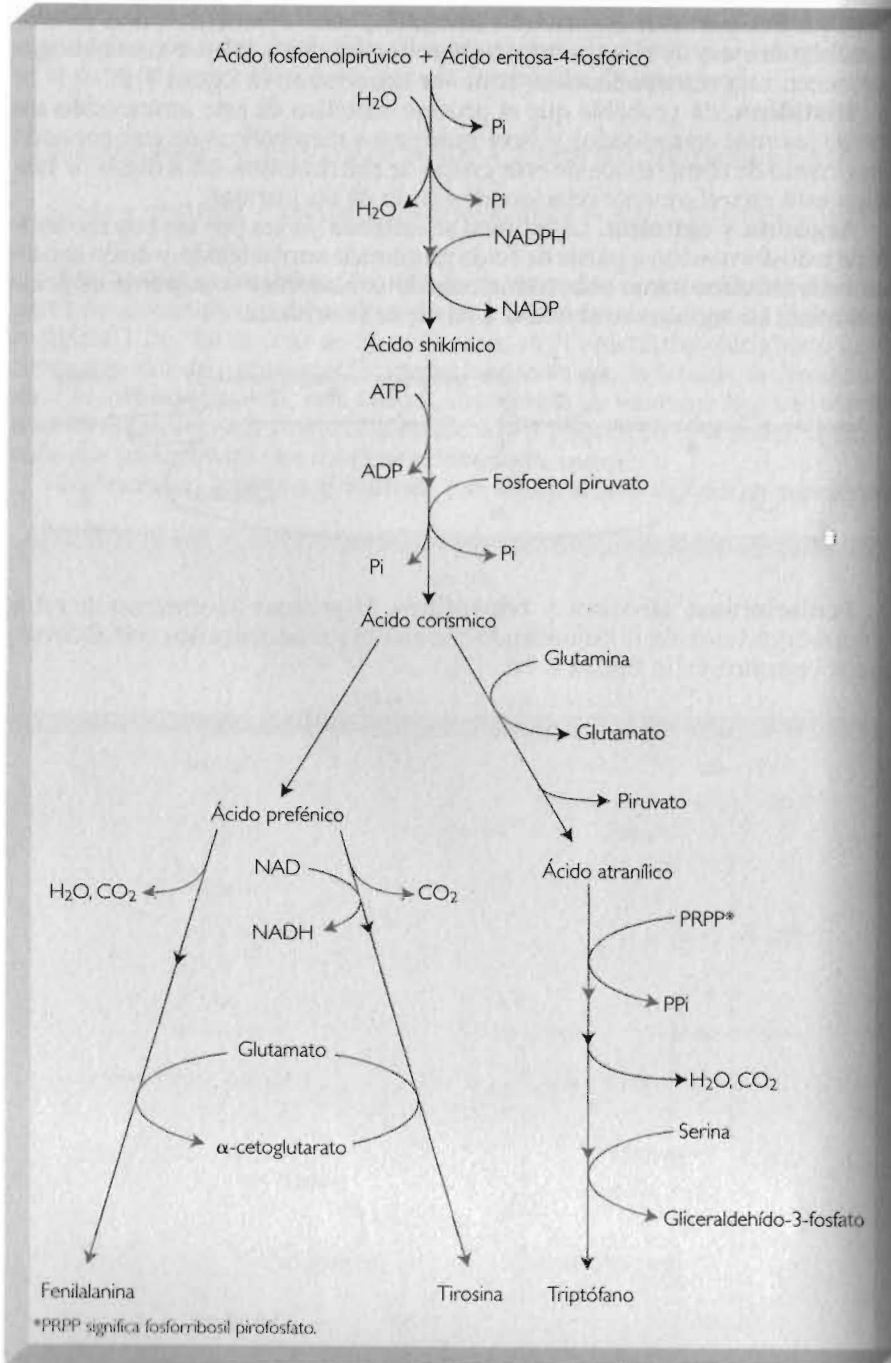 Ácido fosfoenolpirúvico + Ácido eritosa-4-fosfórico
H₂O
Pi
H₂O
Pi
NADPH
NADP
Ácido shikímico
ATP
ADP
Fosfoenol piruvato
Pi
Pi
Ácido corísmico
Glutamina
Glutamato
Piruvato
Ácido prefénico
Ácido atranílico
H₂O, CO₂
NAD
CO₂
NADH
PRPP*
PPi
Glutamato
H₂O, CO₂
α-cetoglutarato
Serina
Gliceraldehído-3-fosfato
Fenilalanina
Tirosina
Triptófano
*PRPP significa fosforribosil pirofosfato.